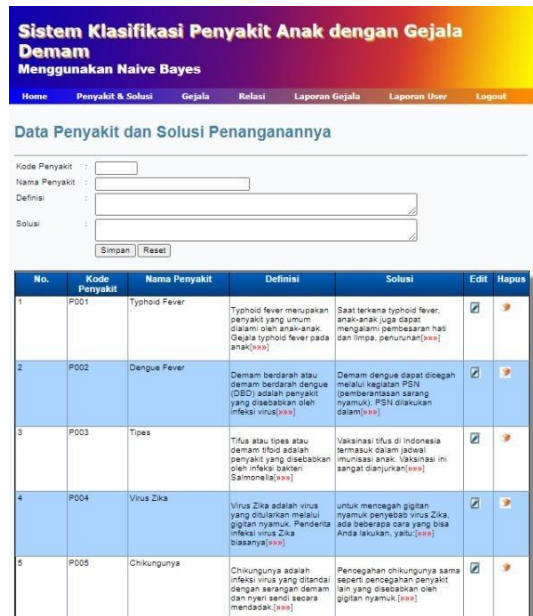 Sistem Klasifikasi Penyakit Anak dengan Gejala
Demam
Menggunakan Naive Bayes
Home Penyakit & Solusi Gejala Relasi Laporan Gejala Laporan User Logout
Data Penyakit dan Solusi Penanganannya
Kode Penyakit :
Nama Penyakit :
Definisi :
Solusi :
Simpan Reset
No. Kode Penyakit Nama Penyakit Definisi Solusi Edit Hapus
1 P001 Typhoid Fever
Typhoid fever merupakan
penyakit yang umum
dialami oleh anak-anak.
Gejala typhoid fever pada
anak[»»»]
Saat terkena typhoid fever,
anak-anak juga dapat
mengalami pembesaran hati
dan limpa, penurunan[»»»]
2 P002 Dengue Fever
Demam berdarah atau
demam berdarah dengue
(DBD) adalah penyakit
yang disebabkan oleh
infeksi virus[»»»]
Demam dengue dapat dicegah
melalui kegiatan PSN
(pemberantasan sarang
nyamuk). PSN dilakukan
dalam[»»»]
3 P003 Tipes
Tifus atau tipes atau
demam tifoid adalah
penyakit yang disebabkan
oleh infeksi bakteri
Salmonella[»»»]
Vaksinasi tifus di Indonesia
termasuk dalam jadwal
imunisasi anak. Vaksinasi ini
sangat dianjurkan[»»»]
4 P004 Virus Zika
Virus Zika adalah virus
yang ditularkan melalui
gigitan nyamuk. Penderita
infeksi virus Zika
biasanya[»»»]
untuk mencegah gigitan
nyamuk penyebab virus Zika,
ada beberapa cara yang bisa
Anda lakukan, yaitu:[»»»]
5 P005 Chikungunya
Chikungunya adalah
infeksi virus yang ditandai
dengan serangan demam
dan nyeri sendi secara
mendadak.[»»»]
Pencegahan chikungunya sama
seperti pencegahan penyakit
lain yang disebabkan oleh
gigitan nyamuk.[»»»]